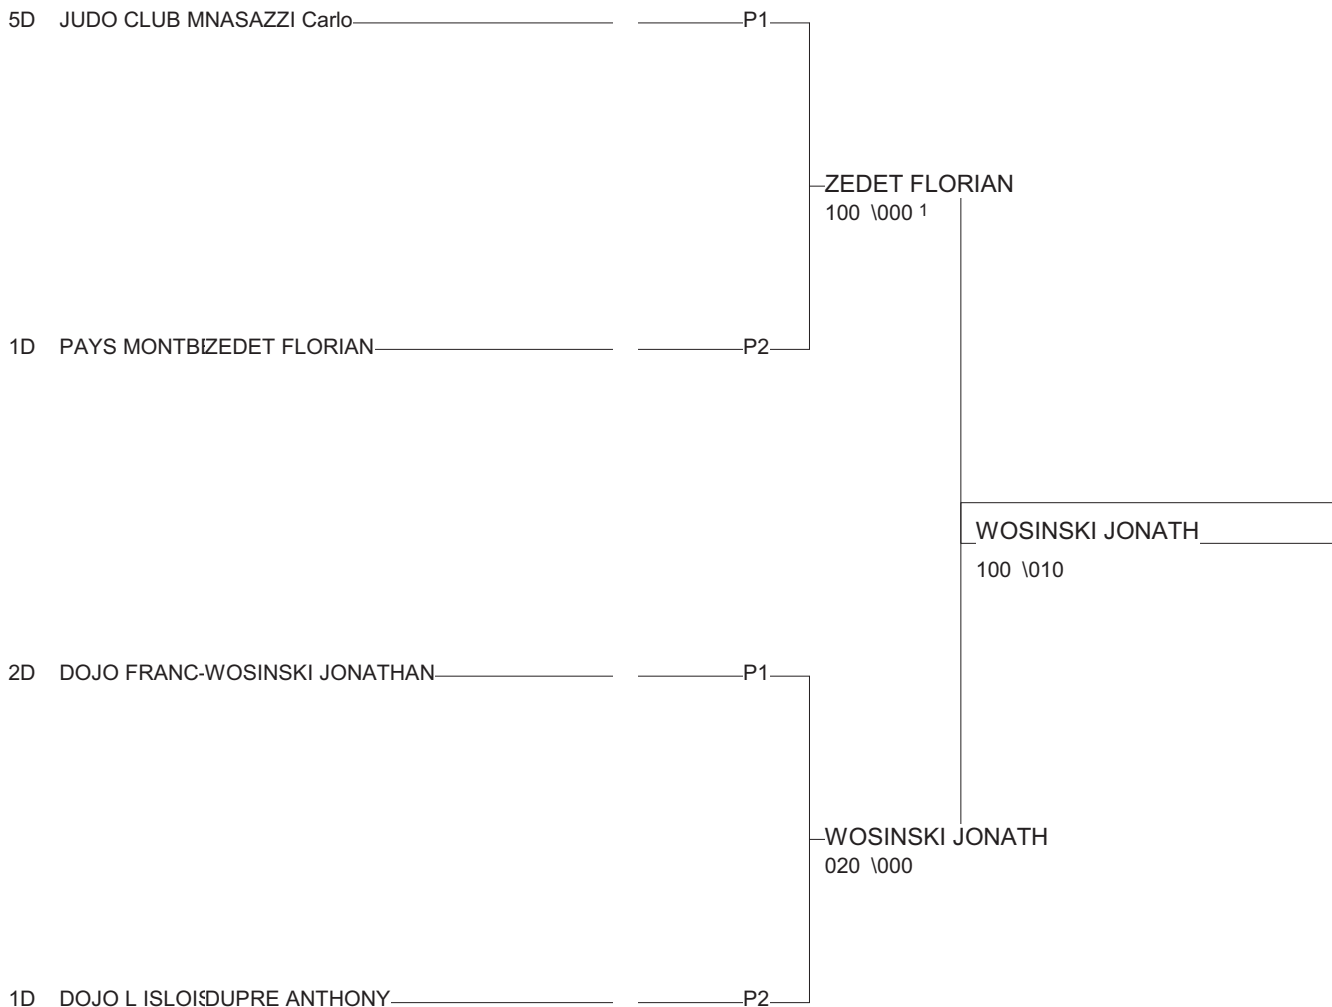 5D JUDO CLUB MNASAZZI Carlo P1
ZEDET FLORIAN
100 \000 1
1D PAYS MONTBIZEDET FLORIAN P2
WOSINSKI JONATH
100 \010
2D DOJO FRANC-WOSINSKI JONATHAN P1
WOSINSKI JONATH
020 \000
1D DOJO L ISLOISDUPRE ANTHONY P2